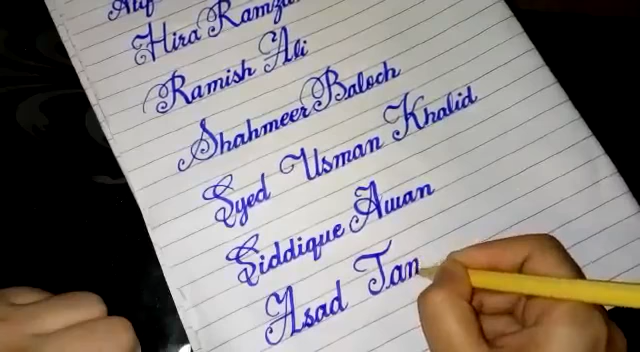 Hira Ramzan
Ramish Ali
Shahmeer Baloch
Syed Usman Khalid
Siddique Awan
Asad Tan